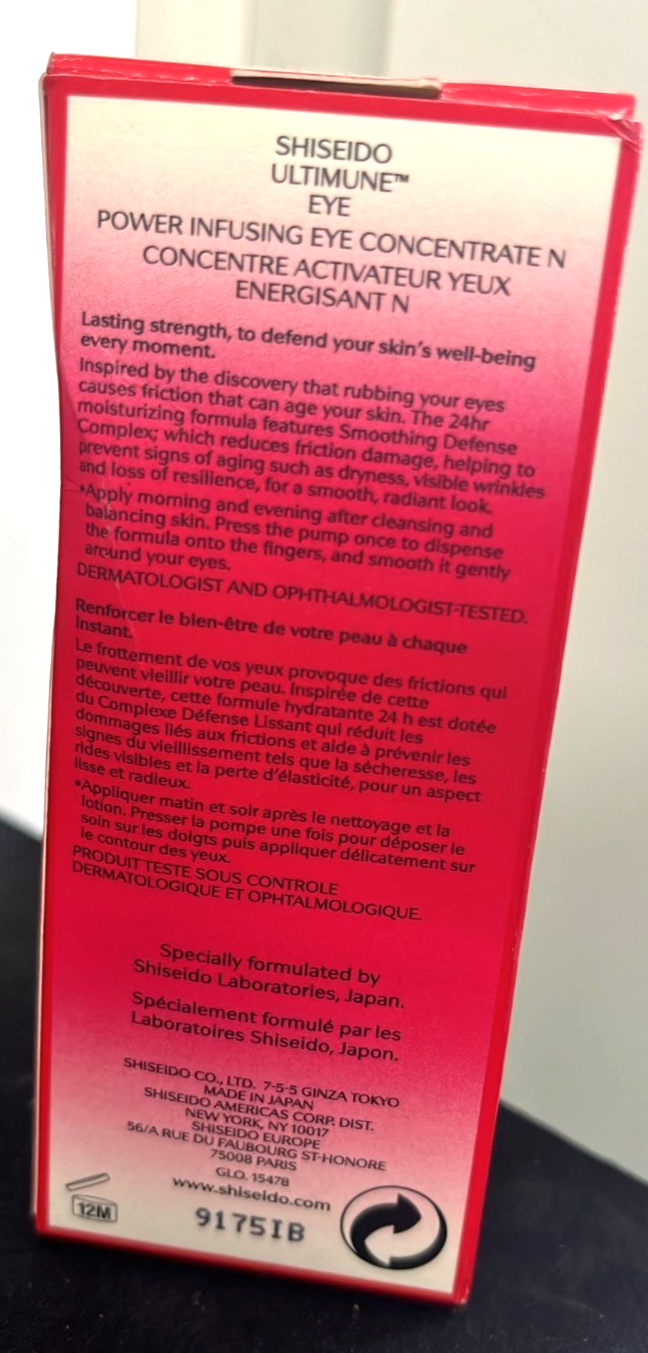 SHISEIDO
ULTIMUNE™
EYE
POWER INFUSING EYE CONCENTRATE N
CONCENTRE ACTIVATEUR YEUX
ENERGISANT N
Lasting strength, to defend your skin's well-being
every moment.
Inspired by the discovery that rubbing your eyes
causes friction that can age your skin. The 24hr
moisturizing formula features Smoothing Defense
Complex; which reduces friction damage, helping to
prevent signs of aging such as dryness, visible wrinkles
and loss of resilience, for a smooth, radiant look.
•Apply morning and evening after cleansing and
balancing skin. Press the pump once to dispense
the formula onto the fingers, and smooth it gently
around your eyes.
DERMATOLOGIST AND OPHTHALMOLOGIST-TESTED.
Renforcer le bien-être de votre peau à chaque
instant.
Le frottement de vos yeux provoque des frictions qui
peuvent vieillir votre peau. Inspirée de cette
découverte, cette formule hydratante 24 h est dotée
du Complexe Défense Lissant qui réduit les
dommages liés aux frictions et aide à prévenir les
signes du vieillissement tels que la sécheresse, les
rides visibles et la perte d'élasticité, pour un aspect
lisse et radieux.
•Appliquer matin et soir après le nettoyage et la
lotion. Presser la pompe une fois pour déposer le
soin sur les doigts puis appliquer délicatement sur
le contour des yeux.
PRODUIT TESTE SOUS CONTROLE
DERMATOLOGIQUE ET OPHTALMOLOGIQUE.
Specially formulated by
Shiseido Laboratories, Japan.
Spécialement formulé par les
Laboratoires Shiseido, Japon.
SHISEIDO CO., LTD. 7-5-5 GINZA TOKYO
MADE IN JAPAN
SHISEIDO AMERICAS CORP. DIST.
NEW YORK, NY 10017
SHISEIDO EUROPE
56/A RUE DU FAUBOURG ST-HONORE
75008 PARIS
GLO. 15478
www.shiseido.com
12M
9175IB